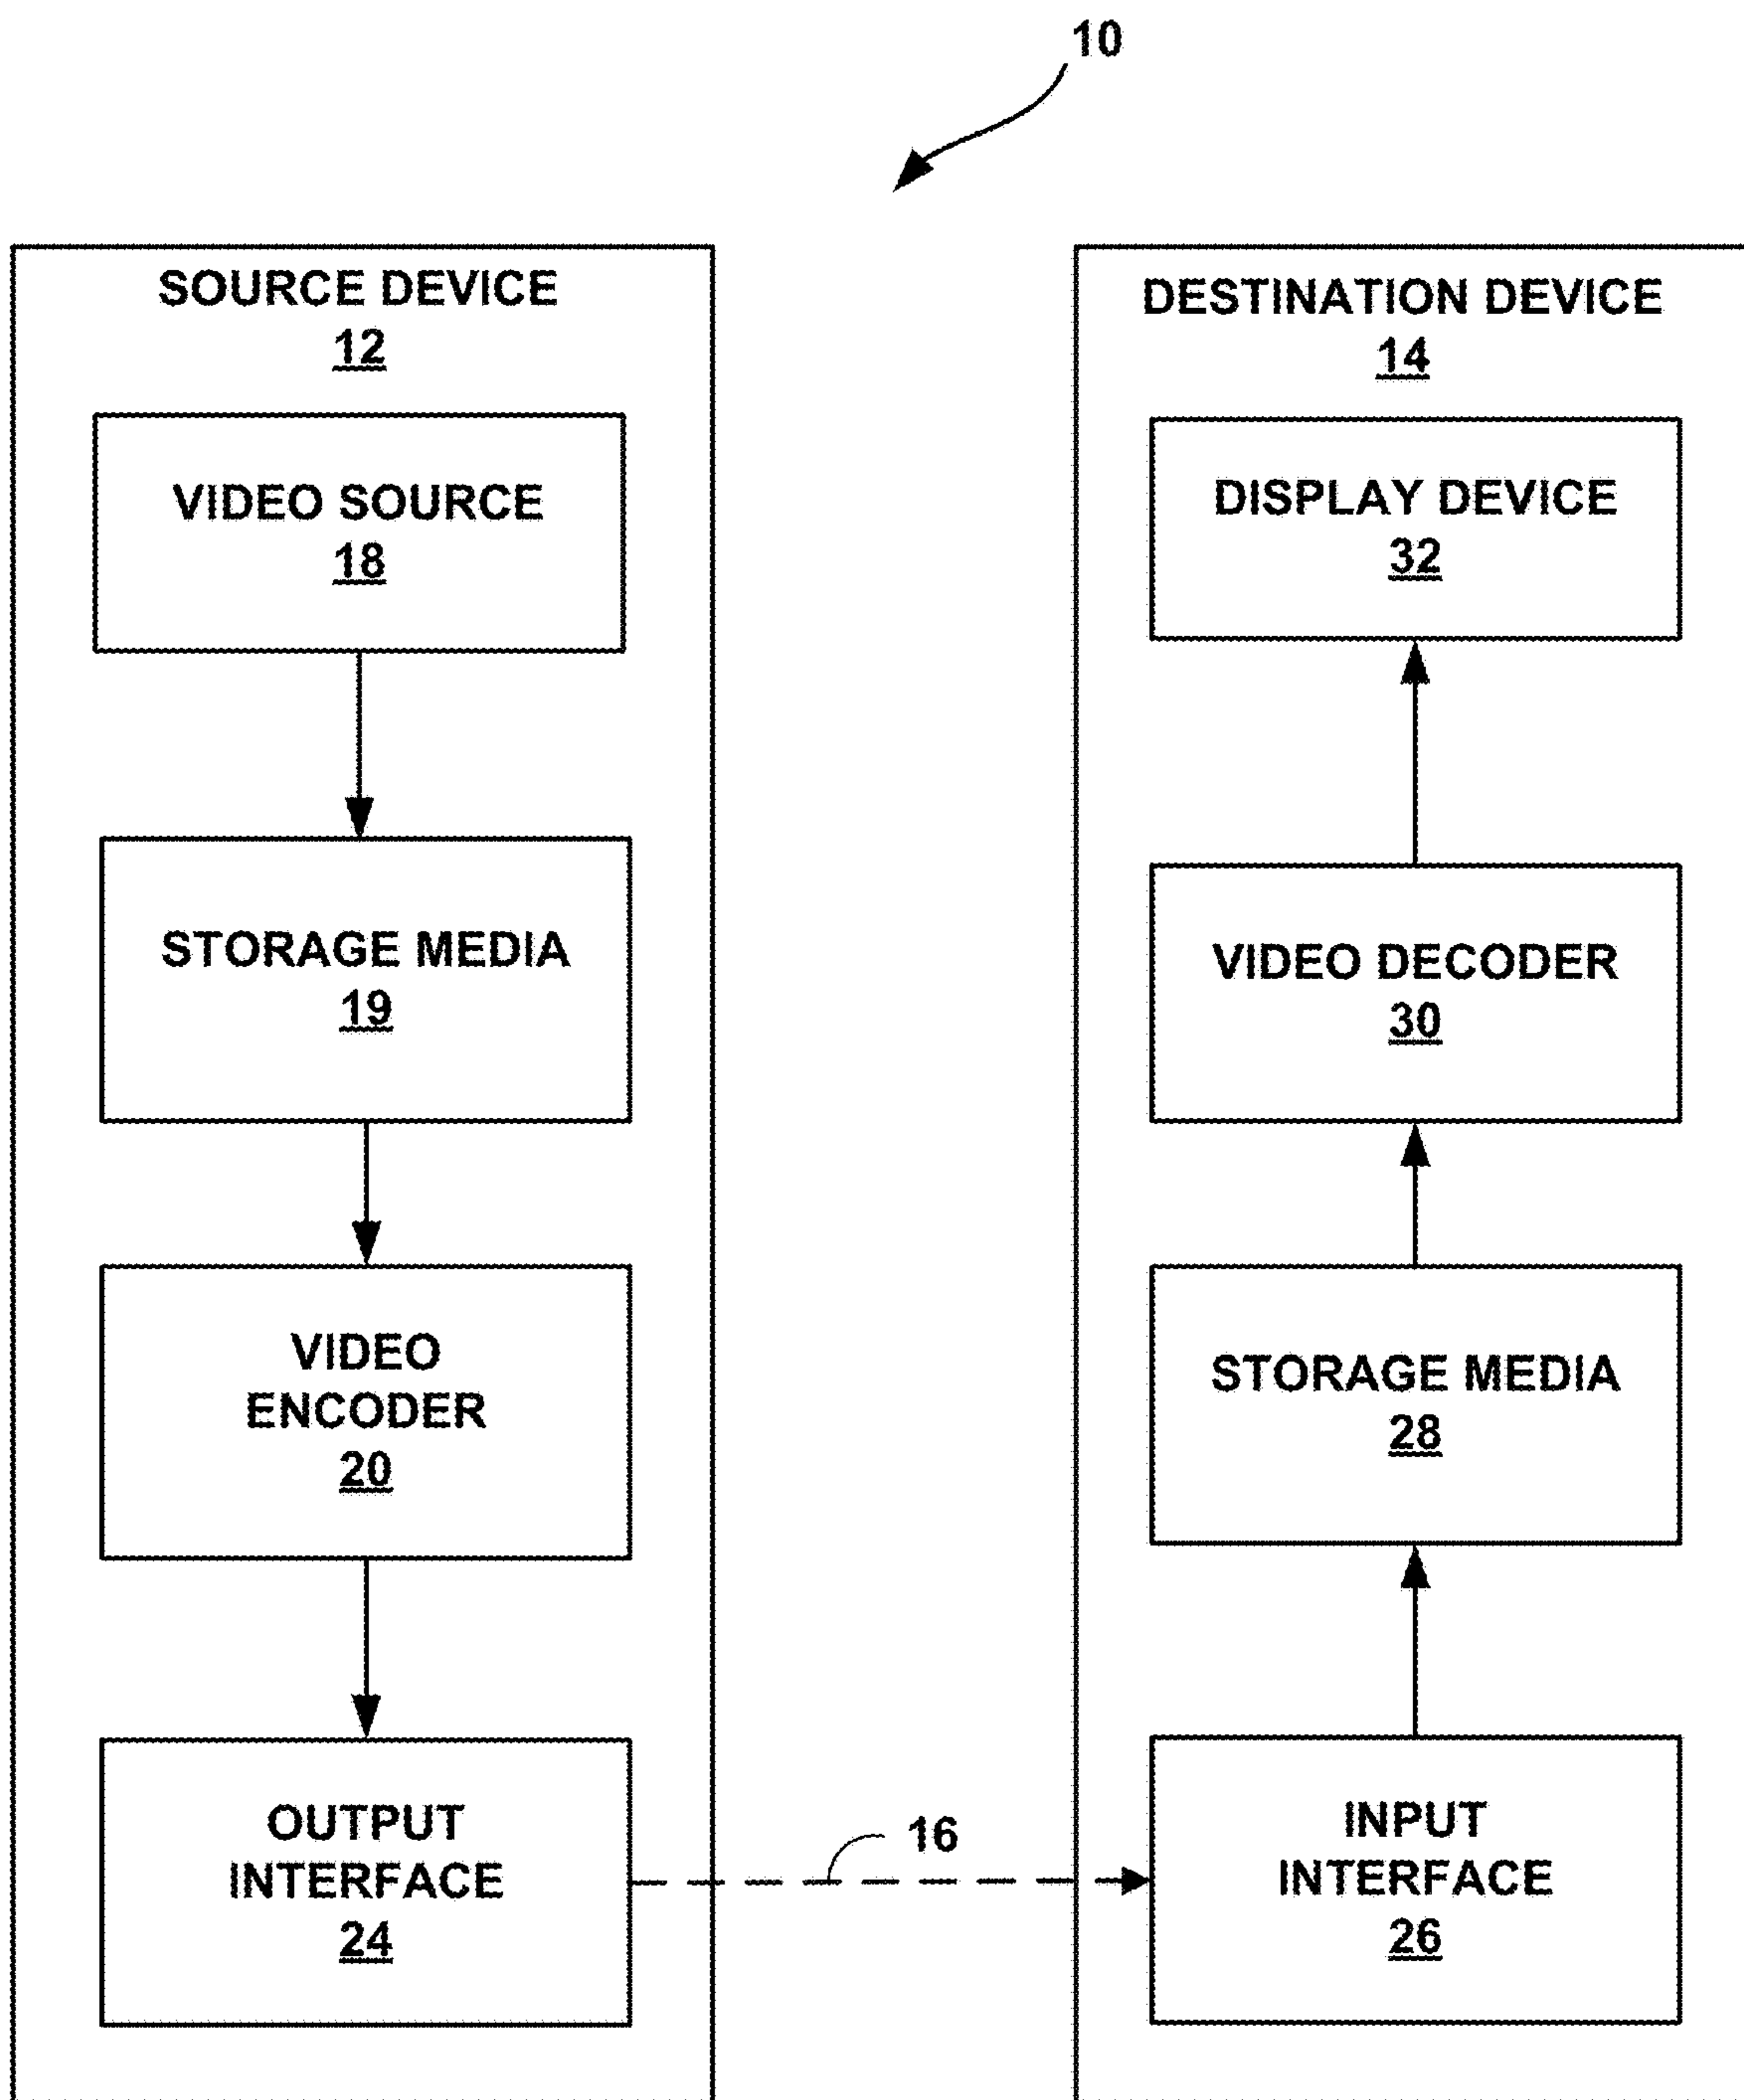 10
SOURCE DEVICE
12
VIDEO SOURCE
18
STORAGE MEDIA
19
VIDEO
ENCODER
20
OUTPUT
INTERFACE
24
16
DESTINATION DEVICE
14
DISPLAY DEVICE
32
VIDEO DECODER
30
STORAGE MEDIA
28
INPUT
INTERFACE
26